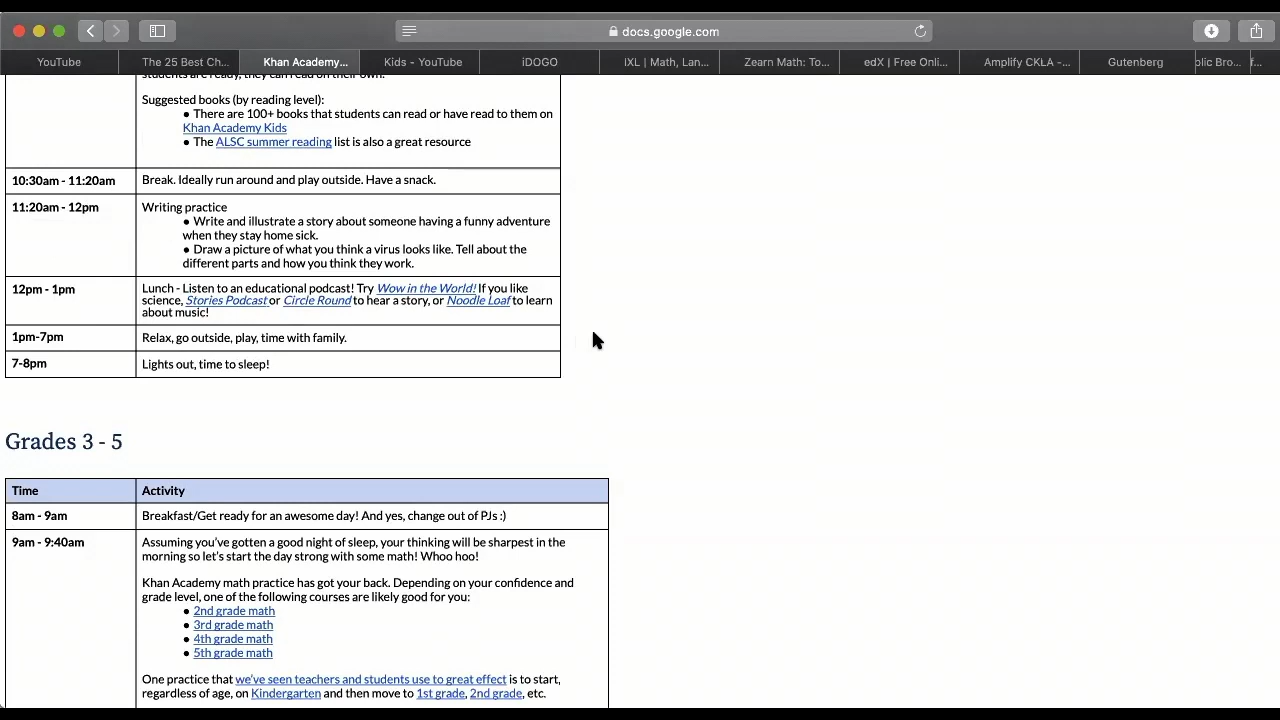 docs.google.com
YouTube
The 25 Best Ch...
Khan Academy...
Kids - YouTube
iDOGO
IXL | Math, Lan...
Zearn Math: To...
edX | Free Onli...
Amplify CKLA -...
Gutenberg
olic Bro...
f...
students are ready, they can read on their own.
Suggested books (by reading level):
● There are 100+ books that students can read or have read to them on
Khan Academy Kids
● The ALSC summer reading list is also a great resource
10:30am - 11:20am
Break. Ideally run around and play outside. Have a snack.
11:20am - 12pm
Writing practice
● Write and illustrate a story about someone having a funny adventure
when they stay home sick.
● Draw a picture of what you think a virus looks like. Tell about the
different parts and how you think they work.
12pm - 1pm
Lunch - Listen to an educational podcast! Try Wow in the World! If you like
science, Stories Podcast or Circle Round to hear a story, or Noodle Loaf to learn
about music!
1pm-7pm
Relax, go outside, play, time with family.
7-8pm
Lights out, time to sleep!
Grades 3 - 5
Time
Activity
8am - 9am
Breakfast/Get ready for an awesome day! And yes, change out of PJs :)
9am - 9:40am
Assuming you've gotten a good night of sleep, your thinking will be sharpest in the
morning so let's start the day strong with some math! Whoo hoo!
Khan Academy math practice has got your back. Depending on your confidence and
grade level, one of the following courses are likely good for you:
● 2nd grade math
● 3rd grade math
● 4th grade math
● 5th grade math
One practice that we've seen teachers and students use to great effect is to start,
regardless of age, on Kindergarten and then move to 1st grade, 2nd grade, etc.